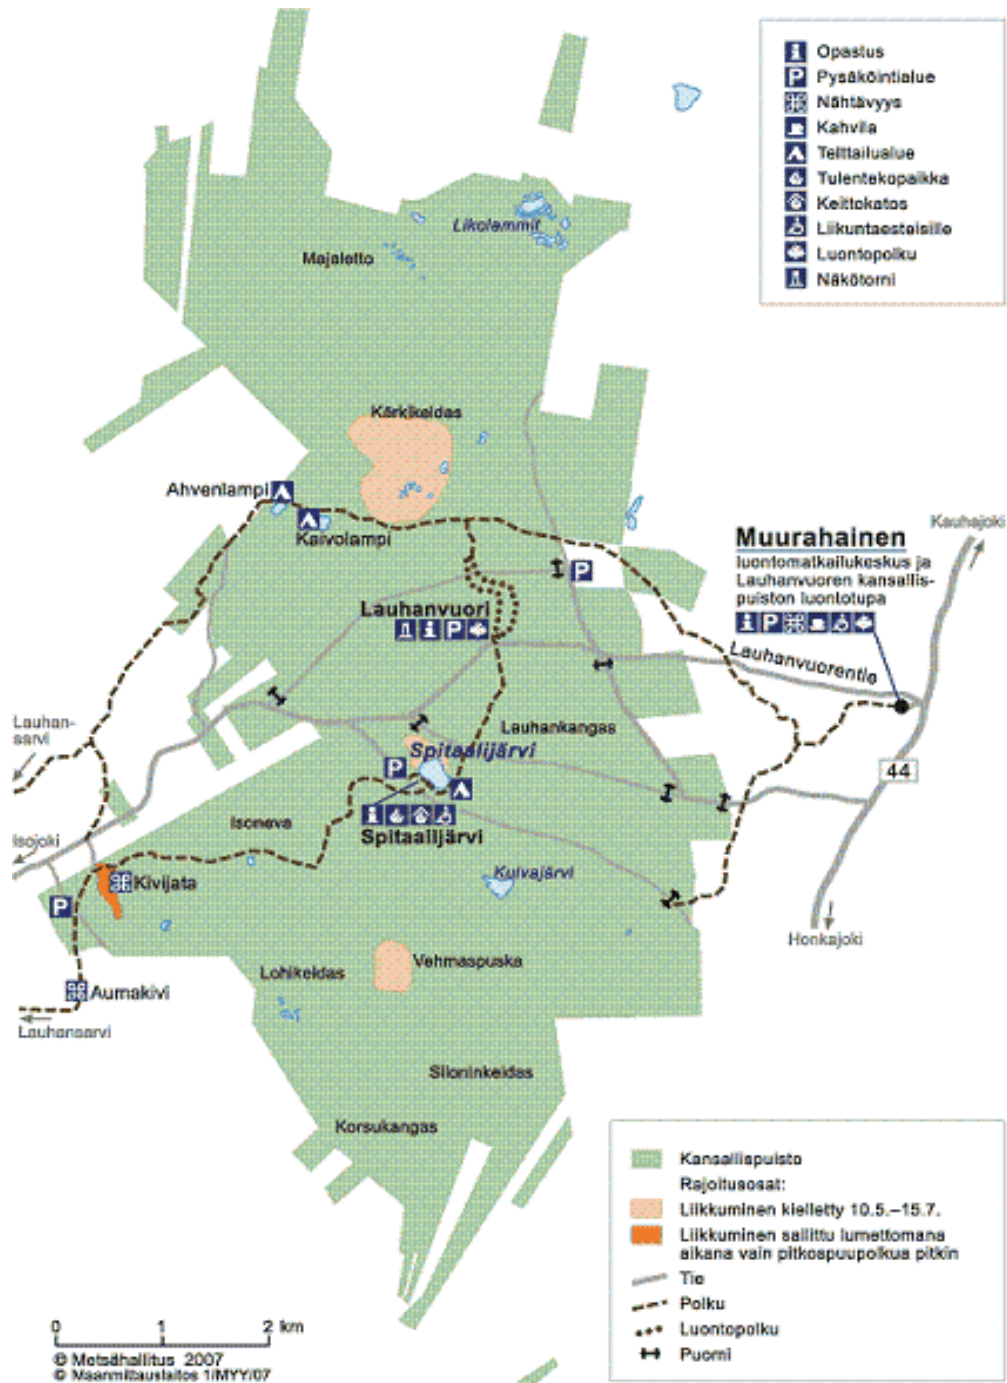 Opastus
Pysäköintialue
Nähtävyys
Kahvila
Telttailualue
Tulentekopaikka
Keittokatos
Liikuntaesteisille
Luontopolku
Näkötorni
Likolammit
Majaletto
Kärkikeidas
Ahvenlampi
Kaivolampi
Muurahainen
luontomatkailukeskus ja
Lauhanvuoren kansallis-
puiston luontotupa
Kauhajoki
Lauhanvuori
Lauhanvuorentie
Lauhan-
sarvi
Lauhankangas
Spitaalijärvi
44
Isoneva
Spitaalijärvi
Isojoki
Kivijata
Kuivajärvi
Honkajoki
Vehmaspuska
Lohikeidas
Aumakivi
Lauhansarvi
Siloninkeidas
Korsukangas
Kansallispuisto
Rajoitusosat:
Liikkuminen kielletty 10.5.–15.7.
Liikkuminen sallittu lumettomana
aikana vain pitkospuupolkua pitkin
Tie
Polku
Luontopolku
Puomi
0 1 2 km
© Metsähallitus 2007
© Maanmittauslaitos 1/MYY/07